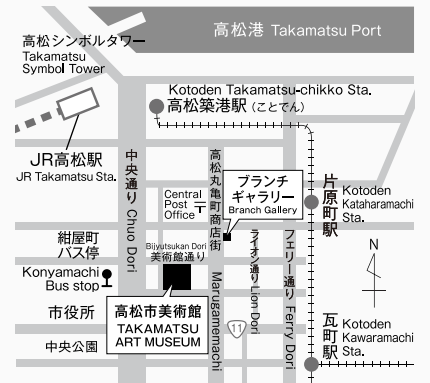 高松港 Takamatsu Port
高松シンボルタワー
Takamatsu
Symbol Tower
Kotoden Takamatsu-chikko Sta.
高松築港駅（ことでん）
JR高松駅
JR Takamatsu Sta.
中央通り Chuo Dori
高松丸亀町商店街
Marugamemachi
Central
Post
Office
〒
ブランチ
ギャラリー
Branch Gallery
片原町駅
Kotoden
Kataharamachi
Sta.
紺屋町
バス停
Konyamachi
Bus stop
Bijyutsukan Dori
美術館通り
ライオン通り Lion Dori
フェリー通り Ferry Dori
N
高松市美術館
TAKAMATSU
ART MUSEUM
市役所
中央公園
11
瓦町駅
Kotoden
Kawaramachi
Sta.